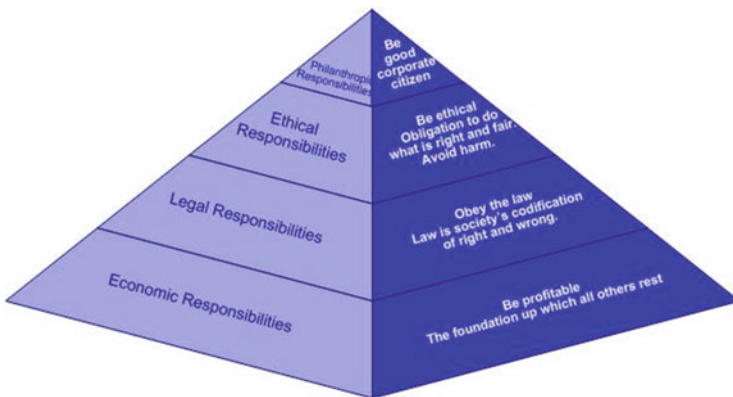 Philanthropic
Responsibilities
Be
good
corporate
citizen
Ethical
Responsibilities
Be ethical
Obligation to do
what is right and fair.
Avoid harm.
Legal Responsibilities
Obey the law
Law is society's codification
of right and wrong.
Economic Responsibilities
Be profitable
The foundation up which all others rest